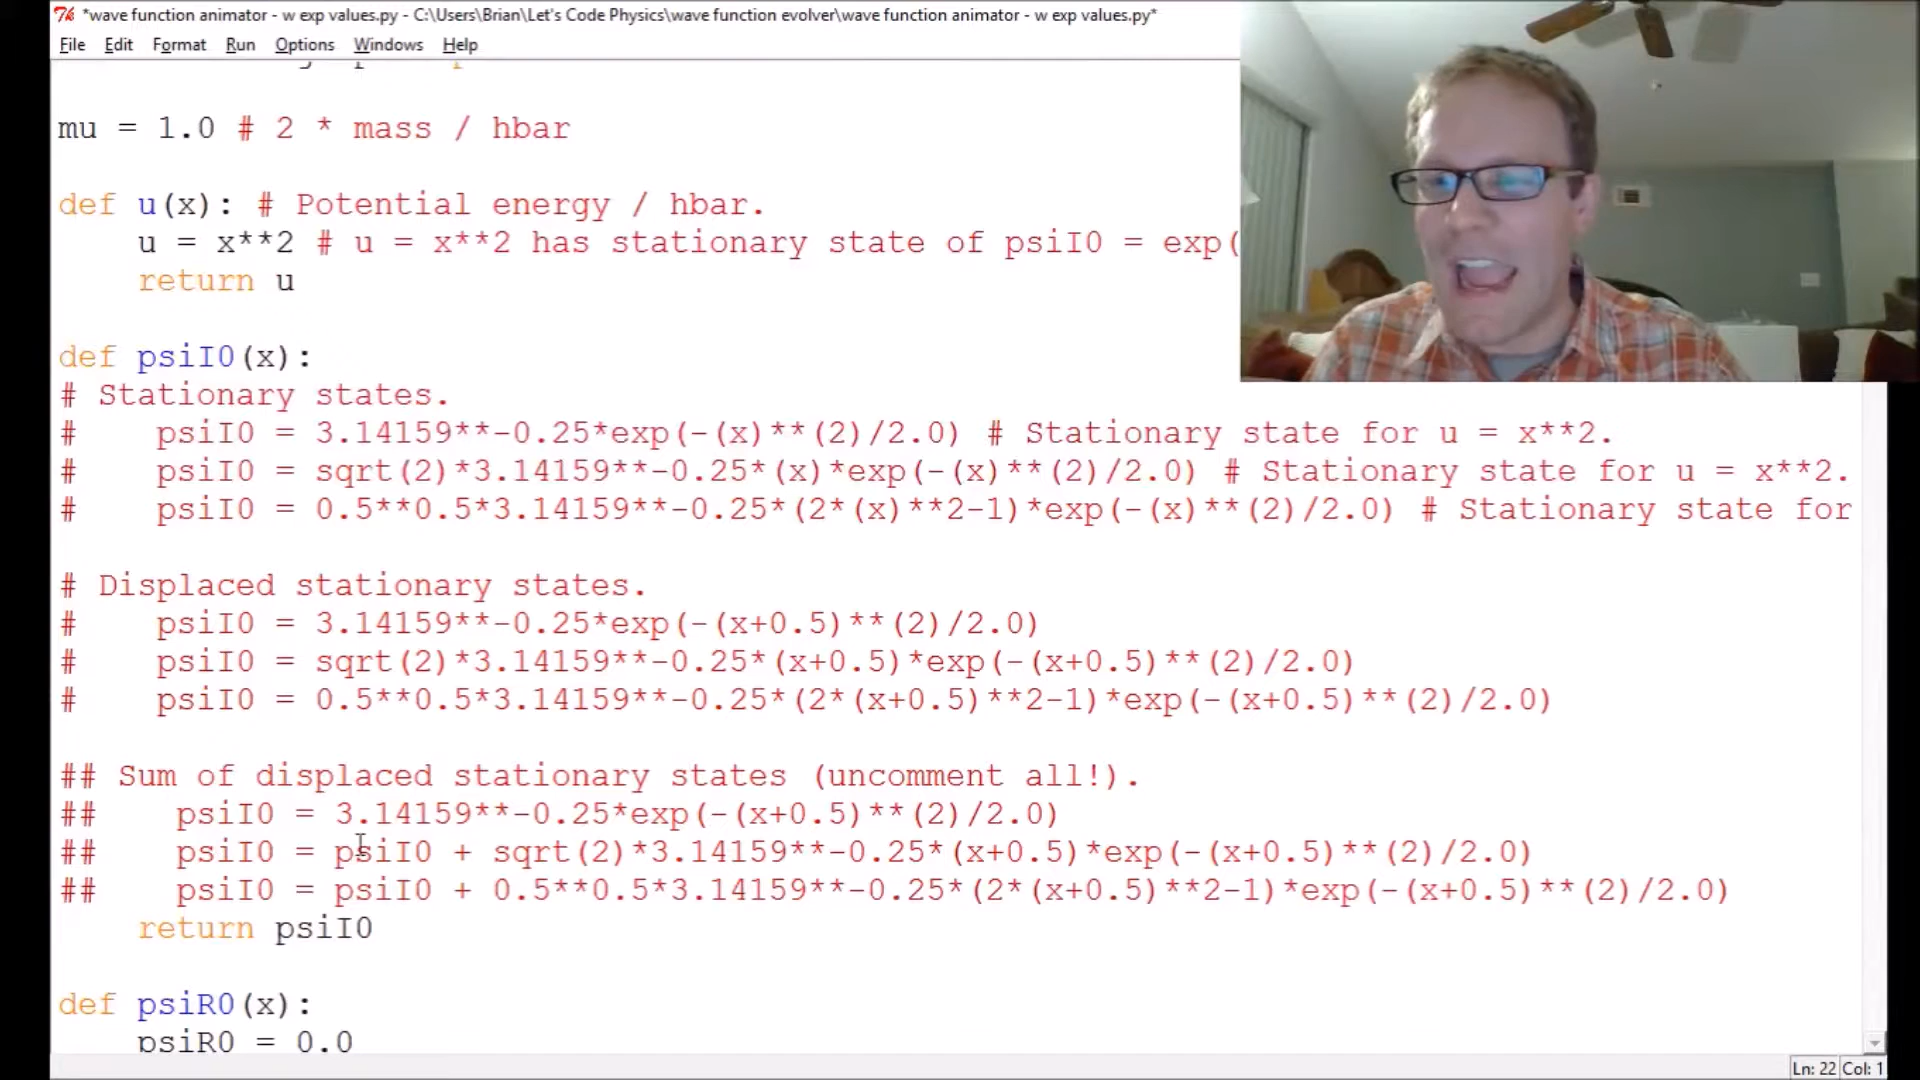 *wave function animator - w exp values.py - C:\Users\Brian\Let's Code Physics\wave function evolver\wave function animator - w exp values.py*
File Edit Format Run Options Windows Help
mu = 1.0 # 2 * mass / hbar
def u(x): # Potential energy / hbar.
u = x**2 # u = x**2 has stationary state of psiI0 = exp(
return u
def psiI0(x):
# Stationary states.
# psiI0 = 3.14159**-0.25*exp(-(x)**(2)/2.0) # Stationary state for u = x**2.
# psiI0 = sqrt(2)*3.14159**-0.25*(x)*exp(-(x)**(2)/2.0) # Stationary state for u = x**2.
# psiI0 = 0.5**0.5*3.14159**-0.25*(2*(x)**2-1)*exp(-(x)**(2)/2.0) # Stationary state for
# Displaced stationary states.
# psiI0 = 3.14159**-0.25*exp(-(x+0.5)**(2)/2.0)
# psiI0 = sqrt(2)*3.14159**-0.25*(x+0.5)*exp(-(x+0.5)**(2)/2.0)
# psiI0 = 0.5**0.5*3.14159**-0.25*(2*(x+0.5)**2-1)*exp(-(x+0.5)**(2)/2.0)
## Sum of displaced stationary states (uncomment all!).
## psiI0 = 3.14159**-0.25*exp(-(x+0.5)**(2)/2.0)
## psiI0 = psiI0 + sqrt(2)*3.14159**-0.25*(x+0.5)*exp(-(x+0.5)**(2)/2.0)
## psiI0 = psiI0 + 0.5**0.5*3.14159**-0.25*(2*(x+0.5)**2-1)*exp(-(x+0.5)**(2)/2.0)
return psiI0
def psiR0(x):
psiR0 = 0.0
Ln: 22 Col: 1